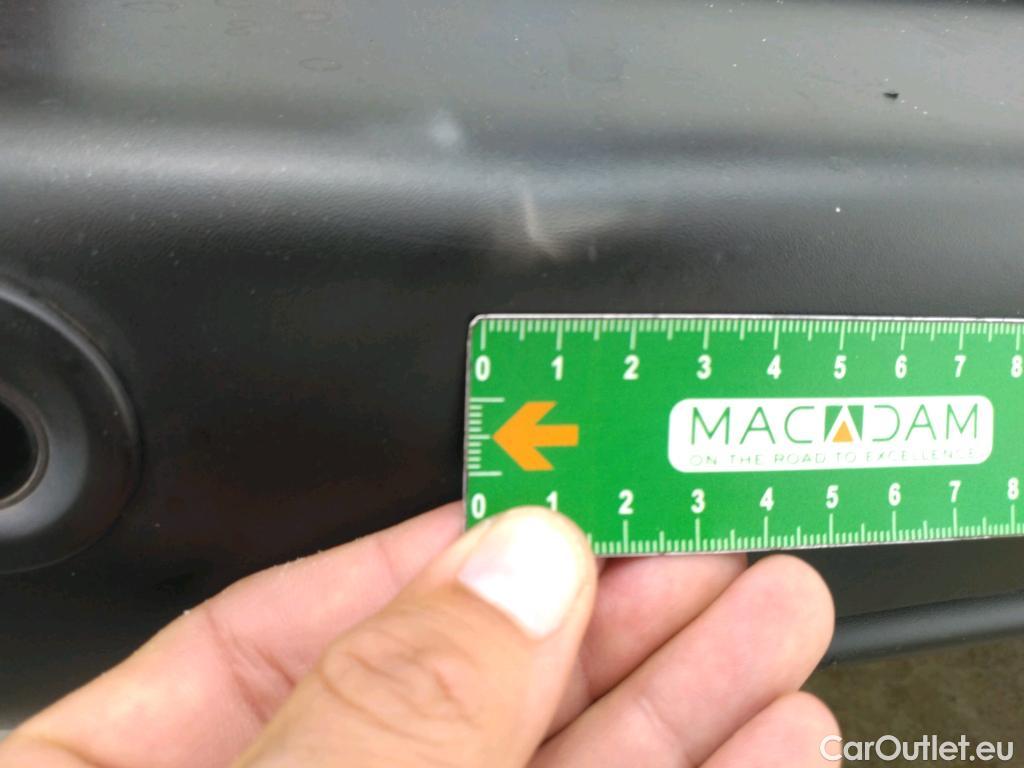 0 1 2 3 4 5 6 7 8
MACADAM
ON THE ROAD TO EXCELLENCE
0 1 2 3 4 5 6 7 8
CarOutlet.eu